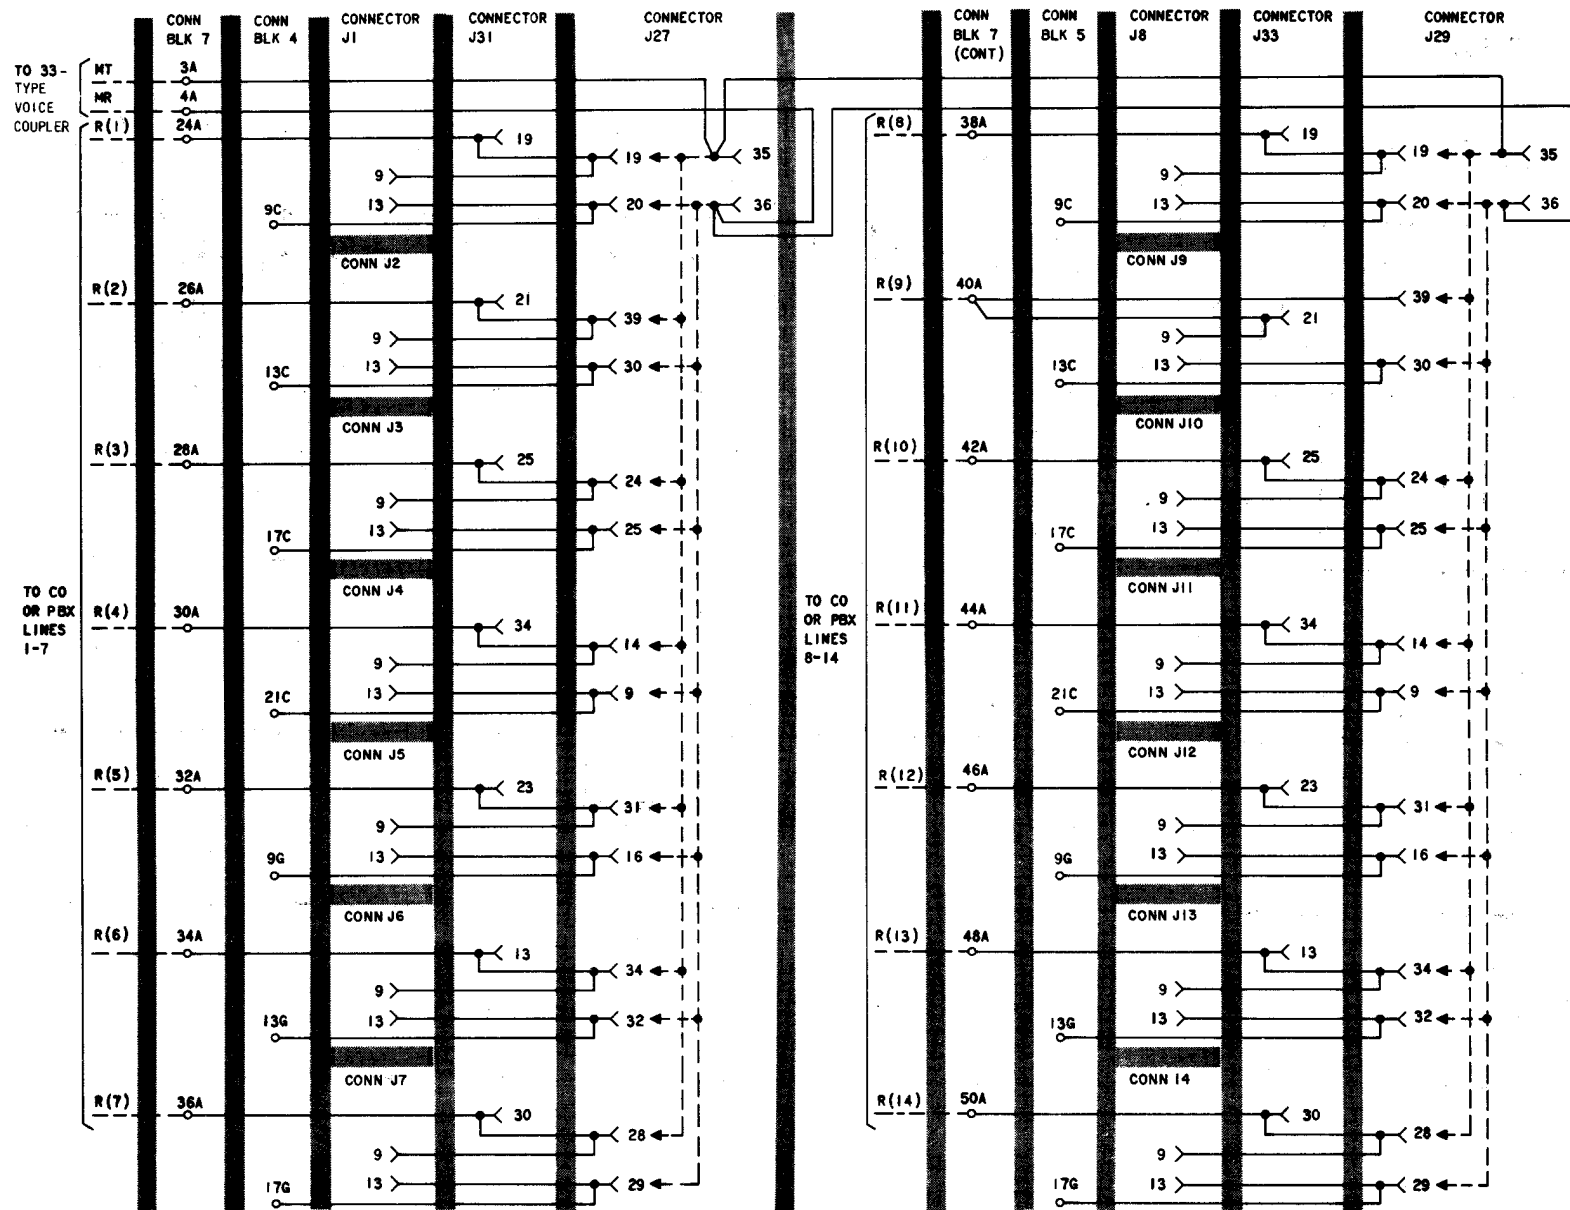 CONN BLK 7
CONN BLK 4
CONNECTOR J1
CONNECTOR J31
CONNECTOR J27
TO 33-TYPE VOICE COUPLER
MT 3A
MR 4A
R(1) 24A 19
19 35
9
13 20 36
9C
CONN J2
R(2) 26A 21
39
9
13 30
13C
CONN J3
R(3) 28A 25
24
9
13 25
17C
CONN J4
TO CO OR PBX LINES 1-7
R(4) 30A 34
14
9
13 9
21C
CONN J5
R(5) 32A 23
31
9
13 16
9G
CONN J6
R(6) 34A 13
34
9
13 32
13G
CONN J7
R(7) 36A 30
28
9
13 29
17G
CONN BLK 7 (CONT)
CONN BLK 5
CONNECTOR J8
CONNECTOR J33
CONNECTOR J29
R(8) 38A 19
19 35
9
13 20 36
9C
CONN J9
R(9) 40A 39
21
9
13 30
13C
CONN J10
R(10) 42A 25
24
9
13 25
17C
CONN J11
TO CO OR PBX LINES 8-14
R(11) 44A 34
14
9
13 9
21C
CONN J12
R(12) 46A 23
31
9
13 16
9G
CONN J13
R(13) 48A 13
34
9
13 32
13G
CONN 14
R(14) 50A 30
28
9
13 29
17G